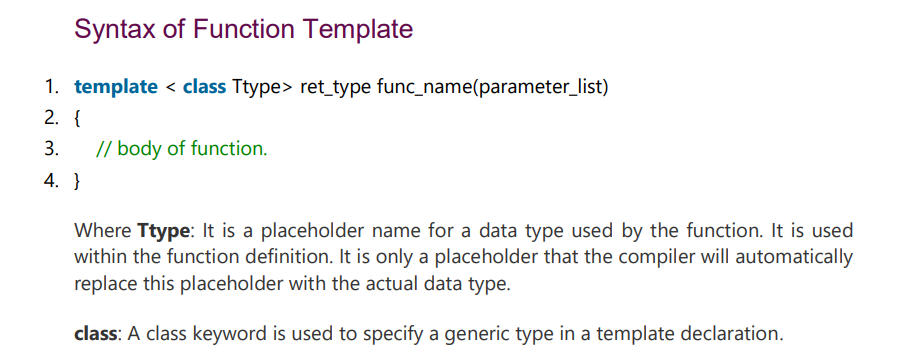 Syntax of Function Template
1. template < class Ttype> ret_type func_name(parameter_list)
2. {
3. // body of function.
4. }
Where Ttype: It is a placeholder name for a data type used by the function. It is used
within the function definition. It is only a placeholder that the compiler will automatically
replace this placeholder with the actual data type.
class: A class keyword is used to specify a generic type in a template declaration.